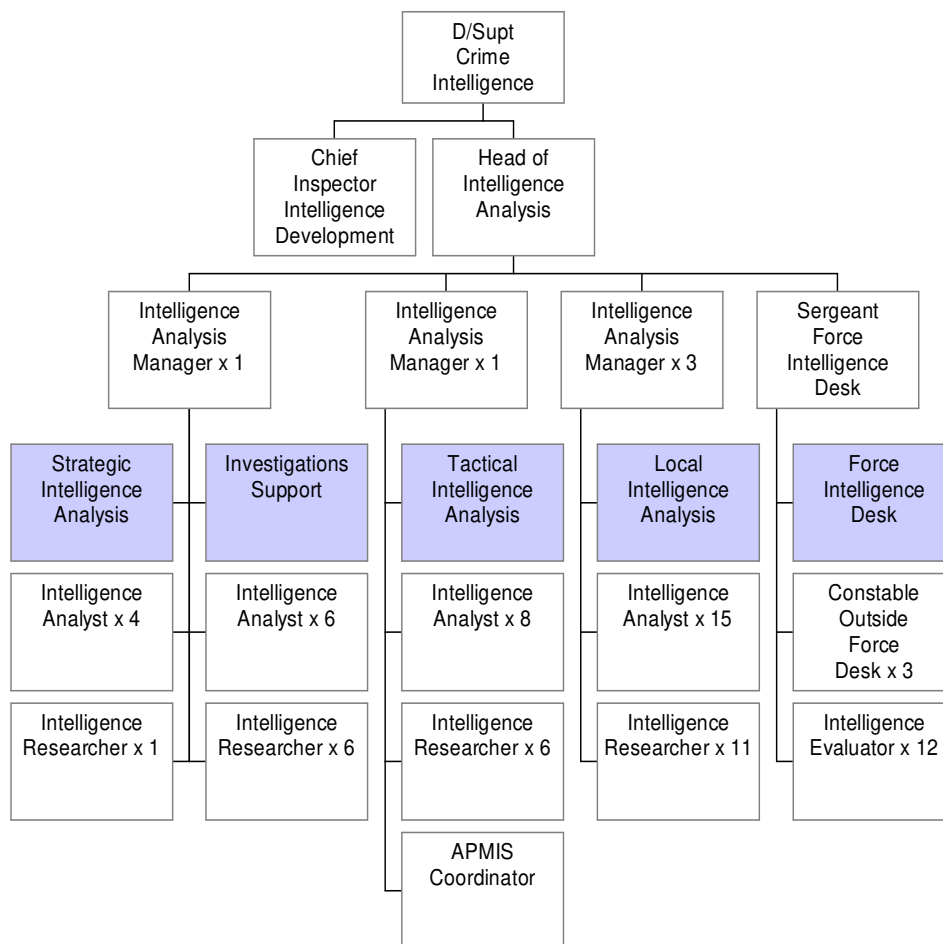 D/Supt
Crime
Intelligence
Chief
Inspector
Intelligence
Development
Head of
Intelligence
Analysis
Intelligence
Analysis
Manager x 1
Intelligence
Analysis
Manager x 1
Intelligence
Analysis
Manager x 3
Sergeant
Force
Intelligence
Desk
Strategic
Intelligence
Analysis
Investigations
Support
Tactical
Intelligence
Analysis
Local
Intelligence
Analysis
Force
Intelligence
Desk
Intelligence
Analyst x 4
Intelligence
Analyst x 6
Intelligence
Analyst x 8
Intelligence
Analyst x 15
Constable
Outside
Force
Desk x 3
Intelligence
Researcher x 1
Intelligence
Researcher x 6
Intelligence
Researcher x 6
Intelligence
Researcher x 11
Intelligence
Evaluator x 12
APMIS
Coordinator